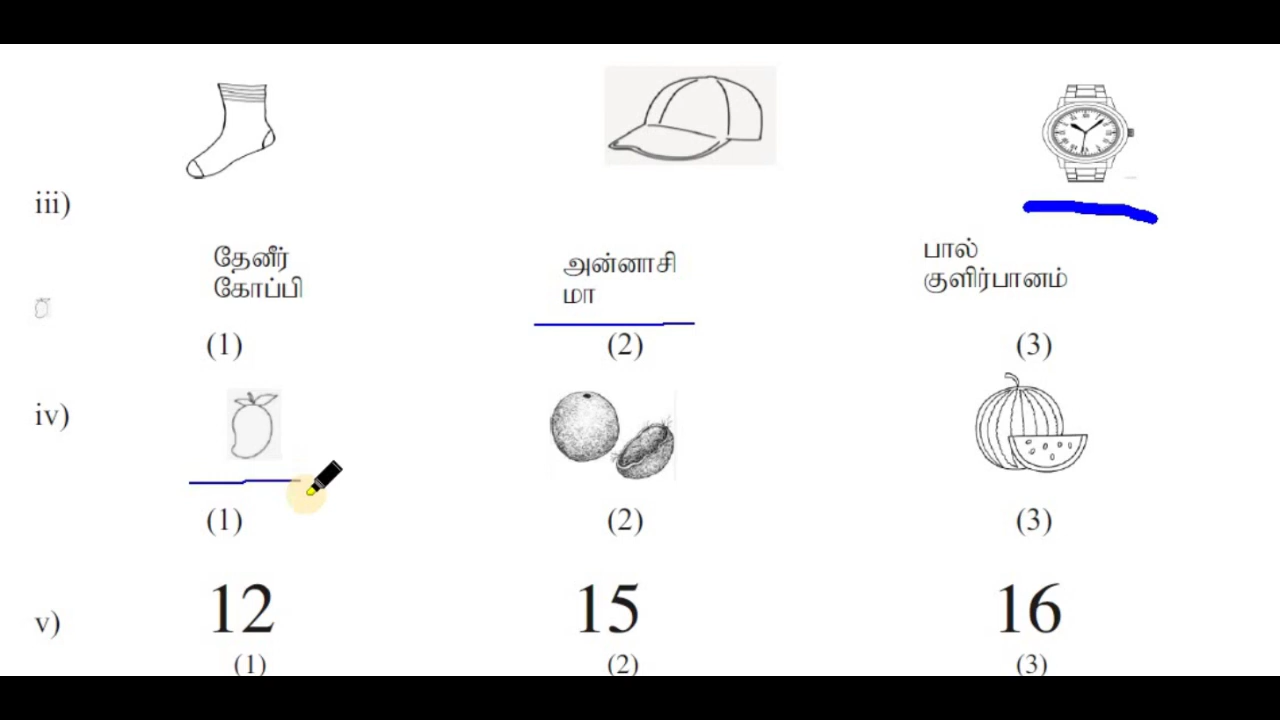 iii)
தேனீர்
கோப்பி
அன்னாசி
மா
பால்
குளிர்பானம்
(1) (2) (3)
iv)
(1) (2) (3)
v) 12 15 16
(1) (2) (3)